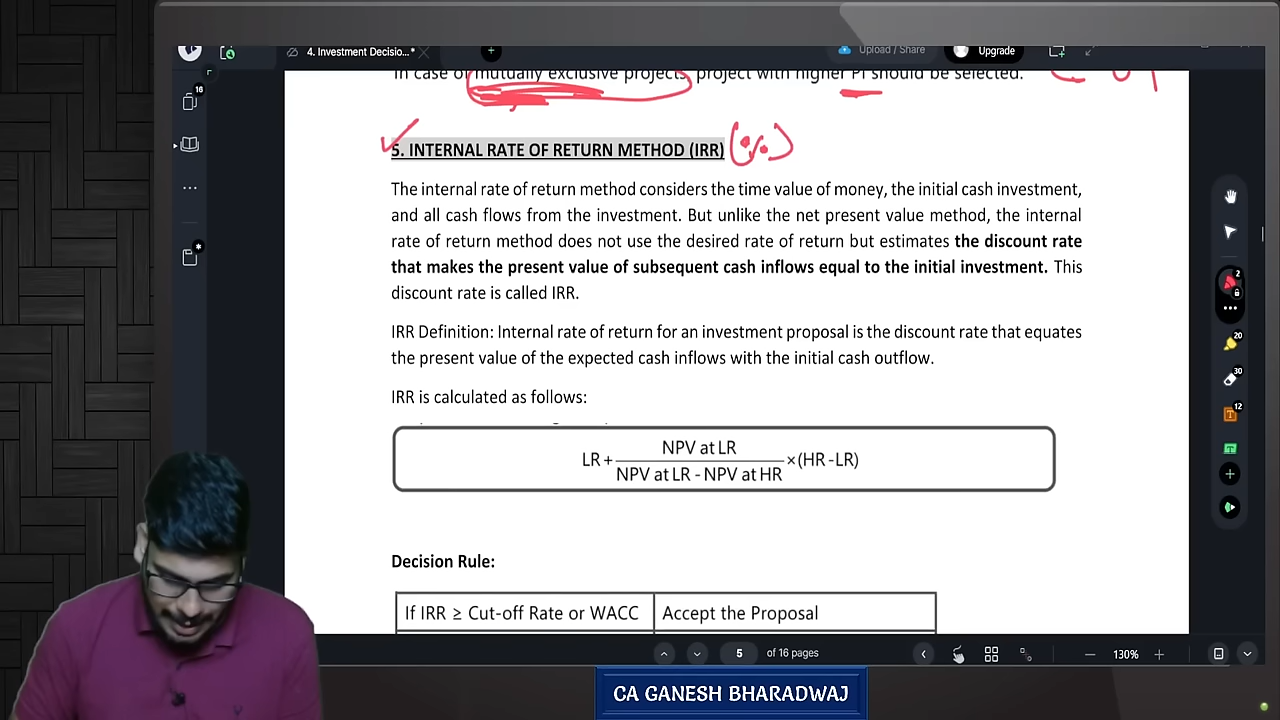 4. Investment Decisio...*
Upload / Share
Upgrade
In case of mutually exclusive projects, project with higher PI should be selected.
5. INTERNAL RATE OF RETURN METHOD (IRR) (%)
The internal rate of return method considers the time value of money, the initial cash investment,
and all cash flows from the investment. But unlike the net present value method, the internal
rate of return method does not use the desired rate of return but estimates the discount rate
that makes the present value of subsequent cash inflows equal to the initial investment. This
discount rate is called IRR.
IRR Definition: Internal rate of return for an investment proposal is the discount rate that equates
the present value of the expected cash inflows with the initial cash outflow.
IRR is calculated as follows:
NPV at LR
LR + ———— × (HR - LR)
NPV at LR - NPV at HR
Decision Rule:
If IRR ≥ Cut-off Rate or WACC Accept the Proposal
5 of 16 pages
130%
16
2
20
30
12
CA GANESH BHARADWAJ